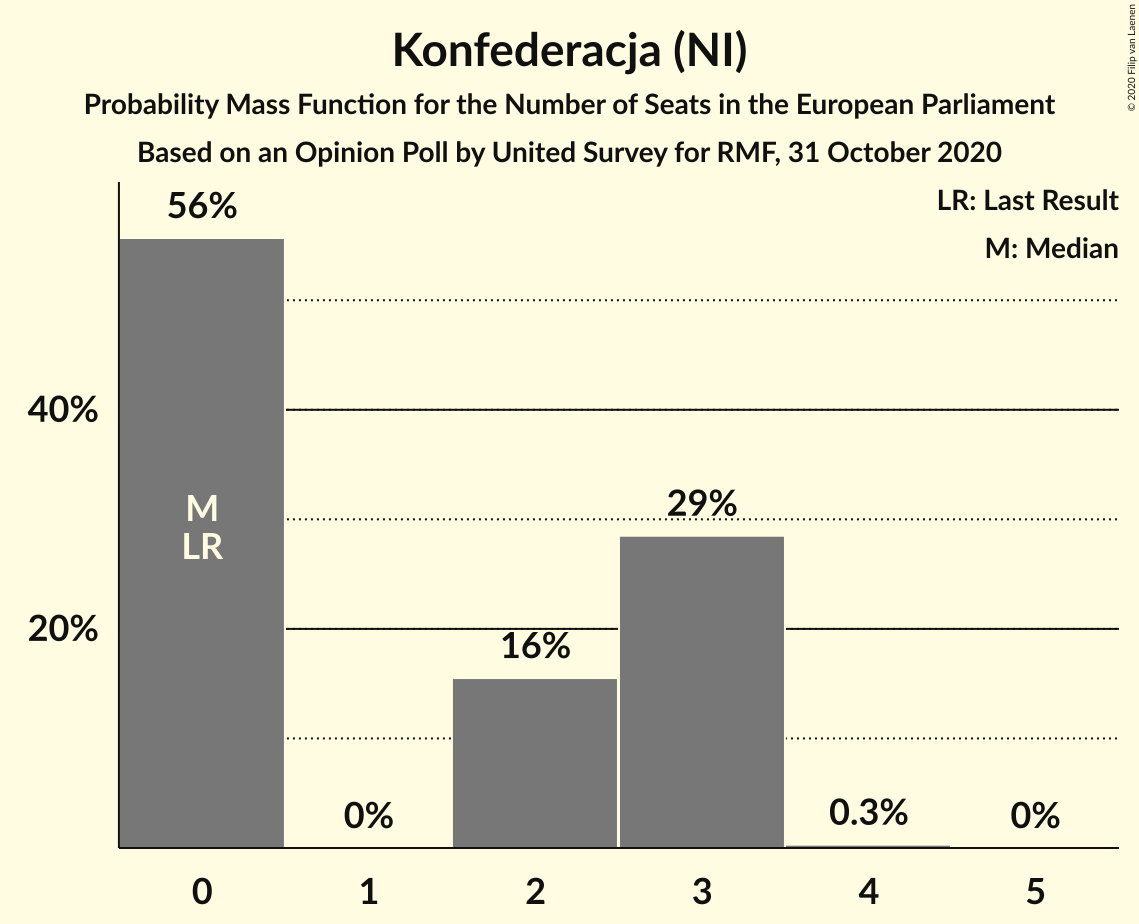 Konfederacja (NI)
Probability Mass Function for the Number of Seats in the European Parliament
Based on an Opinion Poll by United Survey for RMF, 31 October 2020
© 2020 Filip van Laenen
LR: Last Result
M: Median
56%
40%
M
LR
29%
20%
16%
0%
0.3%
0%
0
1
2
3
4
5